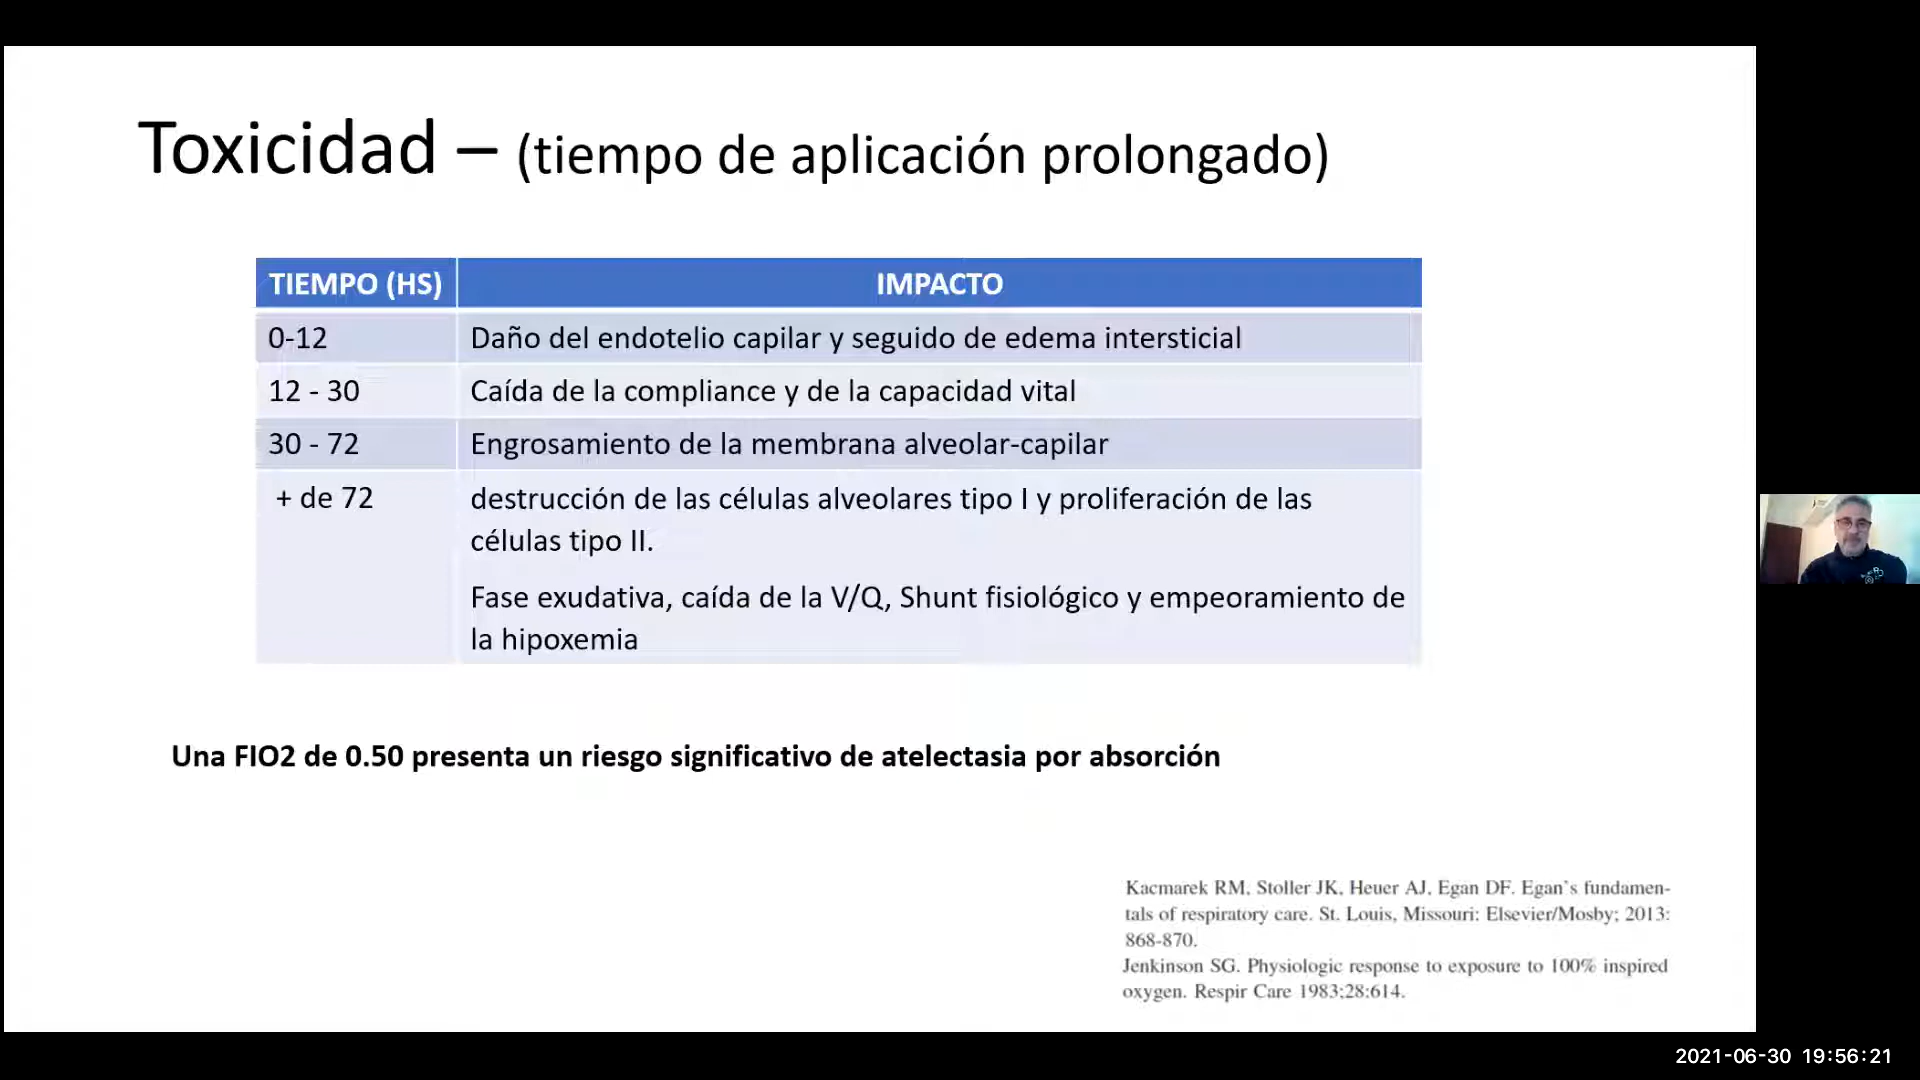 Toxicidad – (tiempo de aplicación prolongado)
TIEMPO (HS) IMPACTO
0-12 Daño del endotelio capilar y seguido de edema intersticial
12 - 30 Caída de la compliance y de la capacidad vital
30 - 72 Engrosamiento de la membrana alveolar-capilar
+ de 72 destrucción de las células alveolares tipo I y proliferación de las
células tipo II.
Fase exudativa, caída de la V/Q, Shunt fisiológico y empeoramiento de
la hipoxemia
Una FIO2 de 0.50 presenta un riesgo significativo de atelectasia por absorción
Kacmarek RM, Stoller JK, Heuer AJ, Egan DF. Egan's fundamen-
tals of respiratory care. St. Louis, Missouri: Elsevier/Mosby; 2013:
868-870.
Jenkinson SG. Physiologic response to exposure to 100% inspired
oxygen. Respir Care 1983;28:614.
2021-06-30 19:56:21